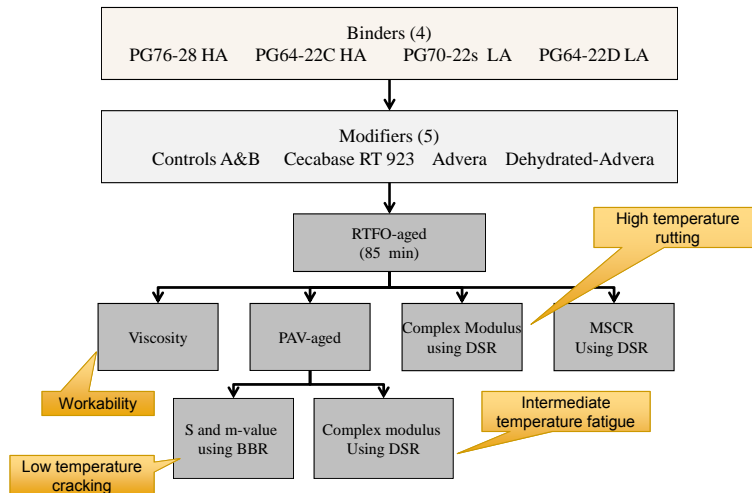 Binders (4)
PG76-28 HA PG64-22C HA PG70-22s LA PG64-22D LA
Modifiers (5)
Controls A&B Cecabase RT 923 Advera Dehydrated-Advera
RTFO-aged
(85 min)
High temperature
rutting
Viscosity
PAV-aged
Complex Modulus
using DSR
MSCR
Using DSR
Workability
S and m-value
using BBR
Complex modulus
Using DSR
Intermediate
temperature fatigue
Low temperature
cracking